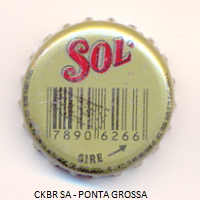 SOL
7890 6266
GIRE
CKBR SA - PONTA GROSSA